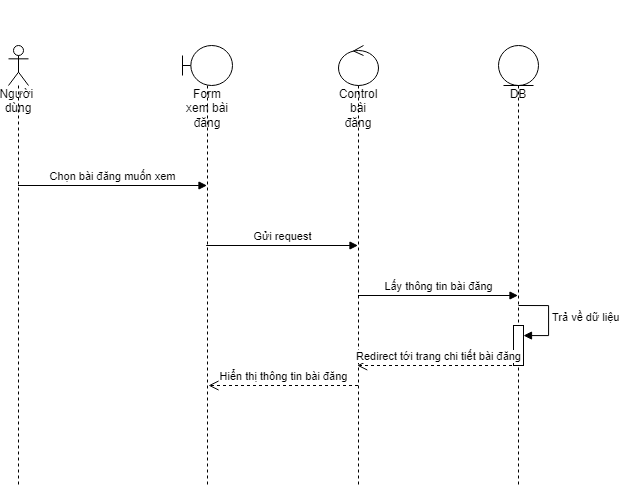 Người
dùng
Form
xem bài
đăng
Control
bài
đăng
DB
Chọn bài đăng muốn xem
Gửi request
Lấy thông tin bài đăng
Trả về dữ liệu
Redirect tới trang chi tiết bài đăng
Hiển thị thông tin bài đăng